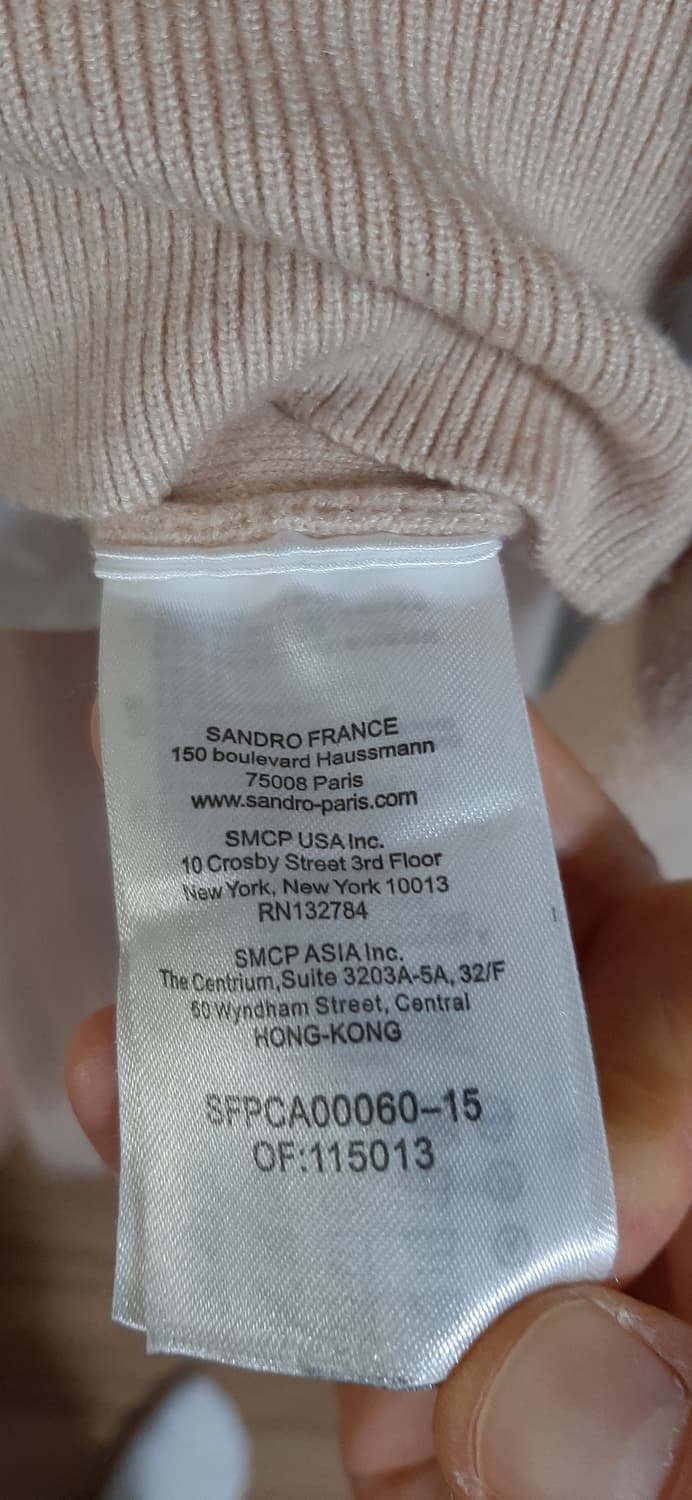 SANDRO FRANCE
150 boulevard Haussmann
75008 Paris
www.sandro-paris.com
SMCP USA Inc.
10 Crosby Street 3rd Floor
New York, New York 10013
RN132784
SMCP ASIA Inc.
The Centrium,Suite 3203A-5A, 32/F
60 Wyndham Street, Central
HONG-KONG
SFPCA00060–15
OF:115013